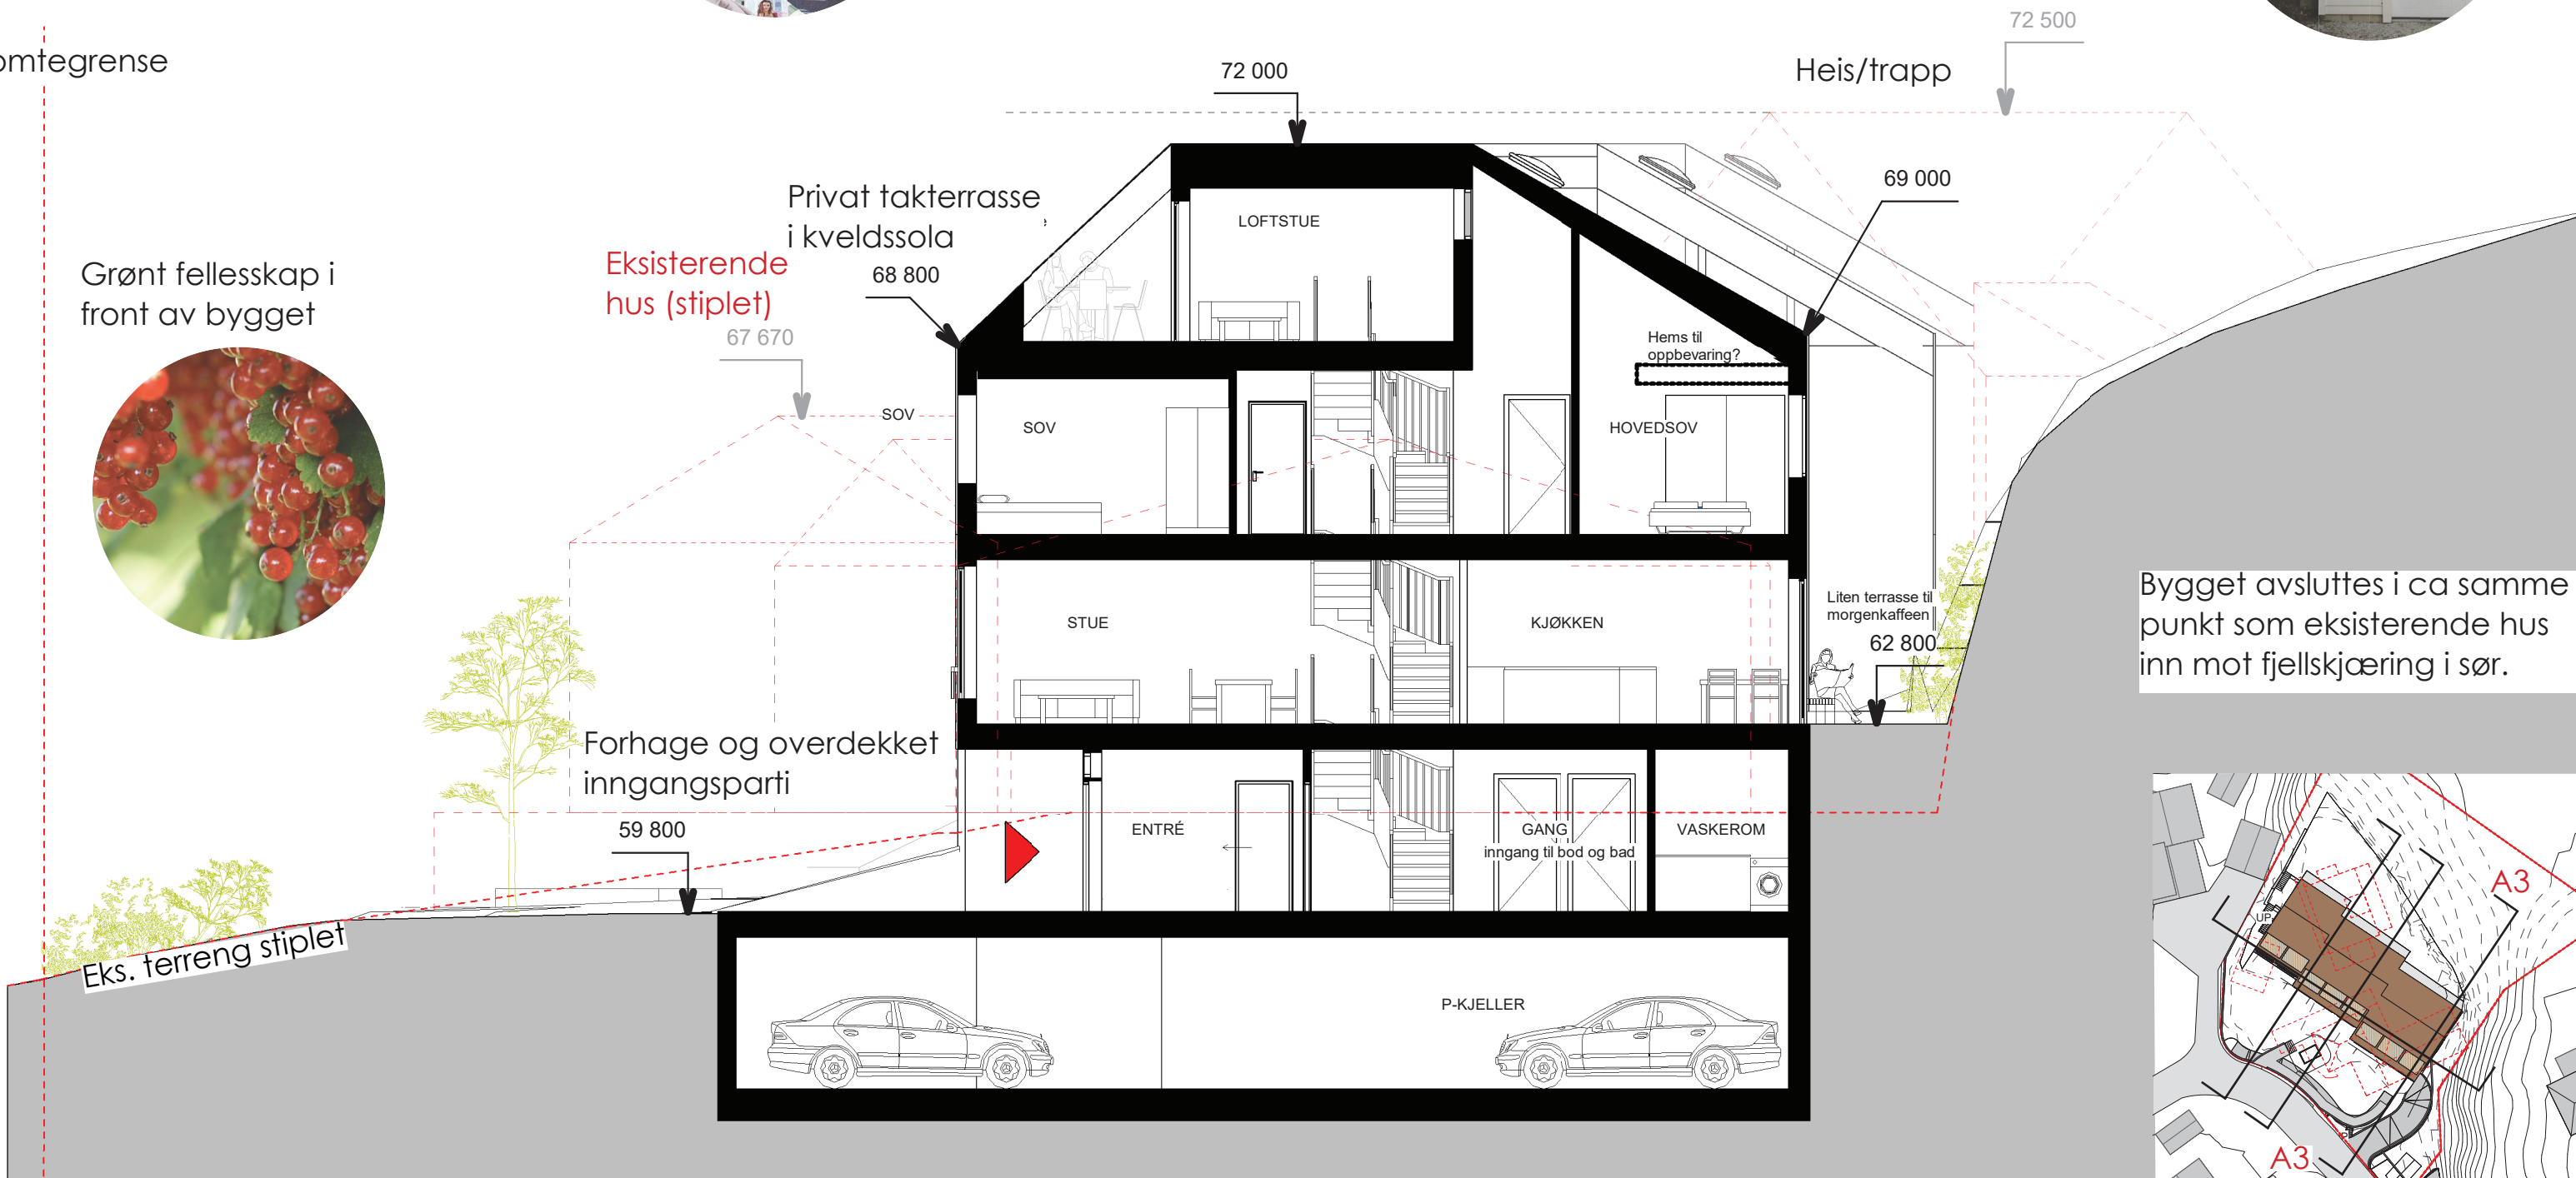 omtegrense
72 500
72 000
Heis/trapp
69 000
Privat takterrasse
i kveldssola
68 800
LOFTSTUE
Grønt fellesskap i
front av bygget
Eksisterende
hus (stiplet)
67 670
Hems til
oppbevaring?
SOV
SOV
HOVEDSOV
STUE
KJØKKEN
Liten terrasse til
morgenkaffeen
62 800
Bygget avsluttes i ca samme
punkt som eksisterende hus
inn mot fjellskjæring i sør.
Forhage og overdekket
inngangsparti
59 800
ENTRÉ
GANG
inngang til bod og bad
VASKEROM
Eks. terreng stiplet
P-KJELLER
A3
UP
A3